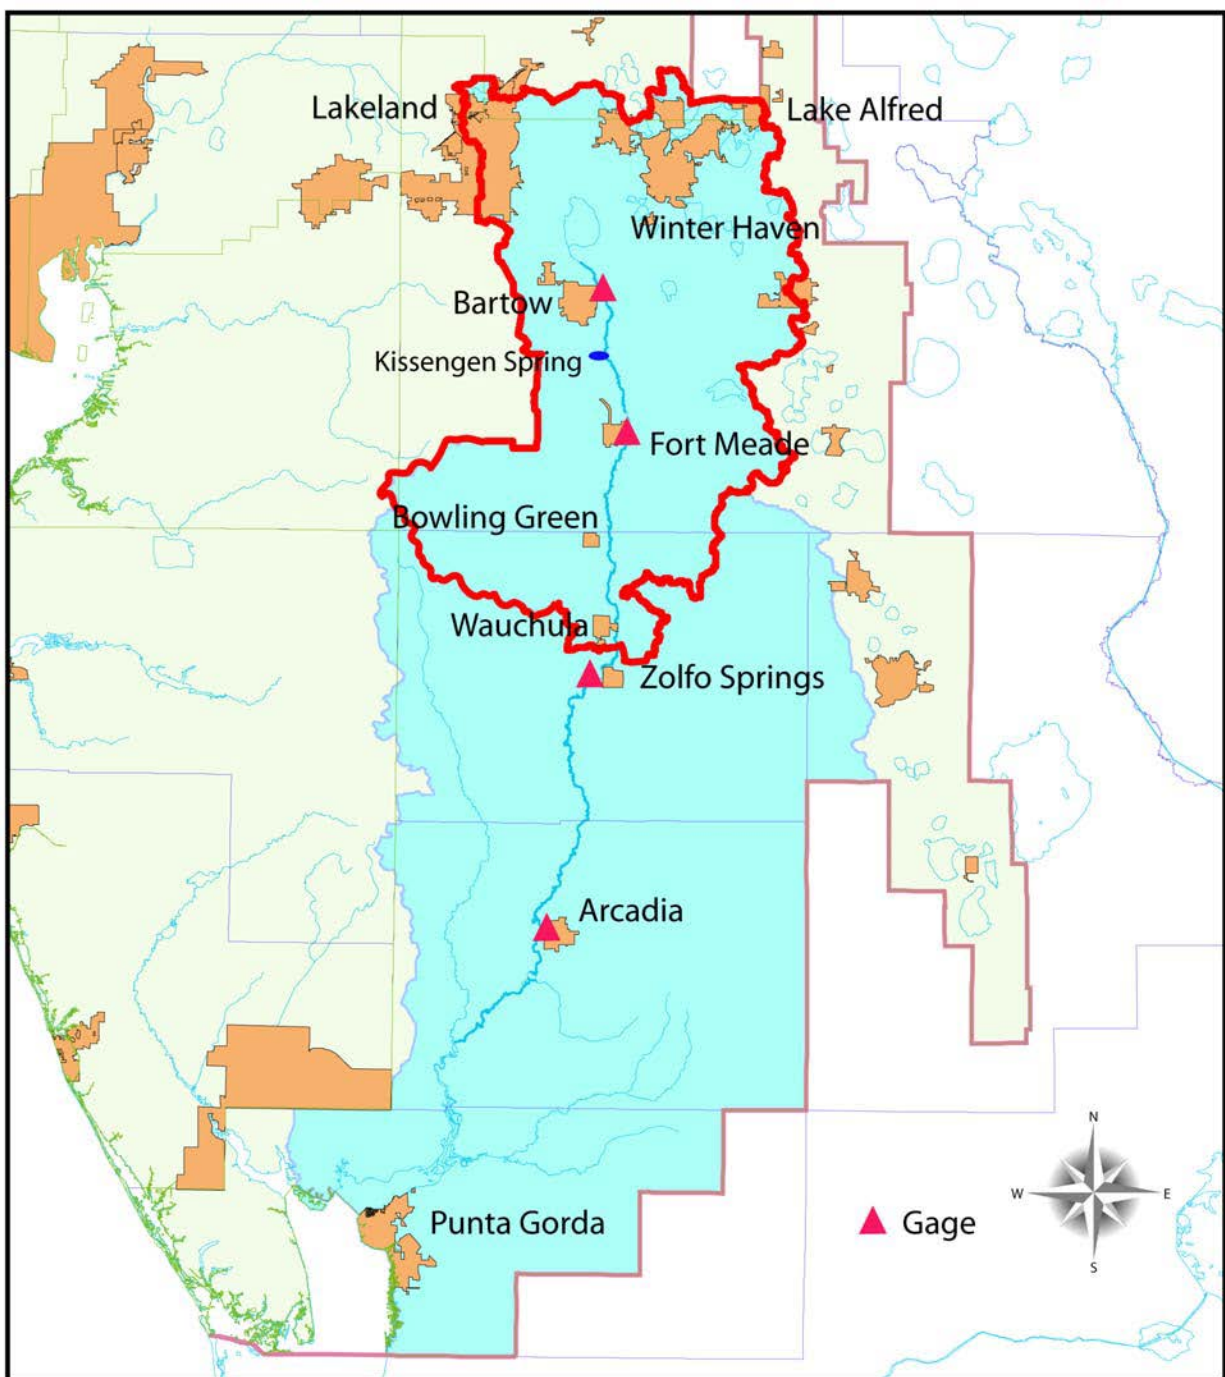 Lakeland
Lake Alfred
Winter Haven
Bartow
Kissengen Spring
Fort Meade
Bowling Green
Wauchula
Zolfo Springs
Arcadia
N
W
E
S
Punta Gorda
Gage